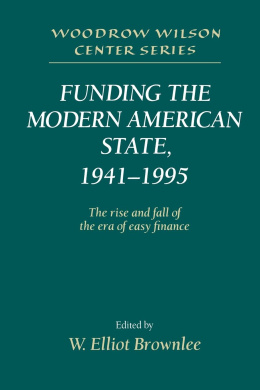 WOODROW WILSON
CENTER SERIES
FUNDING THE
MODERN AMERICAN
STATE,
1941–1995
The rise and fall of
the era of easy finance
Edited by
W. Elliot Brownlee